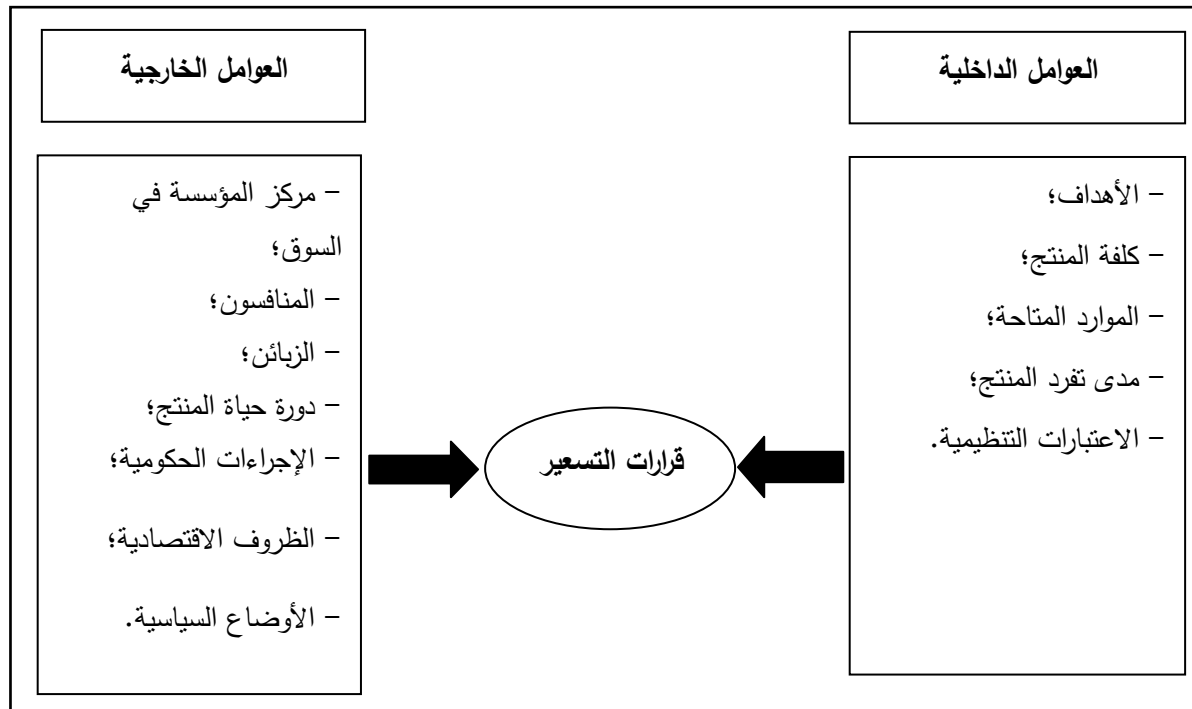 العوامل الداخلية
– الأهداف؛
– كلفة المنتج؛
– الموارد المتاحة؛
– مدى تفرد المنتج؛
– الاعتبارات التنظيمية.
قرارات التسعير
العوامل الخارجية
– مركز المؤسسة في
السوق؛
– المنافسون؛
– الزبائن؛
– دورة حياة المنتج؛
– الإجراءات الحكومية؛
– الظروف الاقتصادية؛
– الأوضاع السياسية.